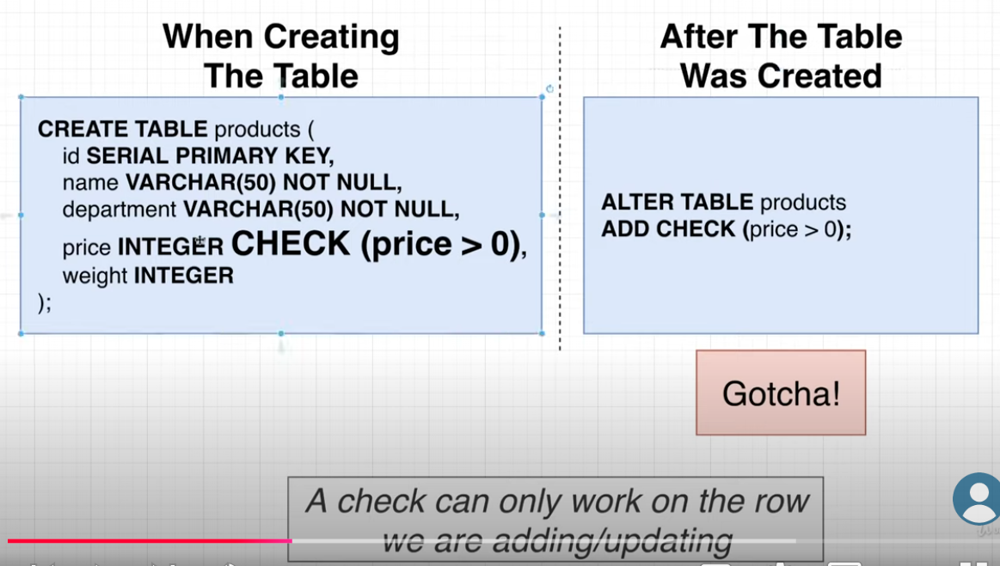 When Creating
The Table
CREATE TABLE products (
id SERIAL PRIMARY KEY,
name VARCHAR(50) NOT NULL,
department VARCHAR(50) NOT NULL,
price INTEGER CHECK (price > 0),
weight INTEGER
);
After The Table
Was Created
ALTER TABLE products
ADD CHECK (price > 0);
Gotcha!
A check can only work on the row
we are adding/updating